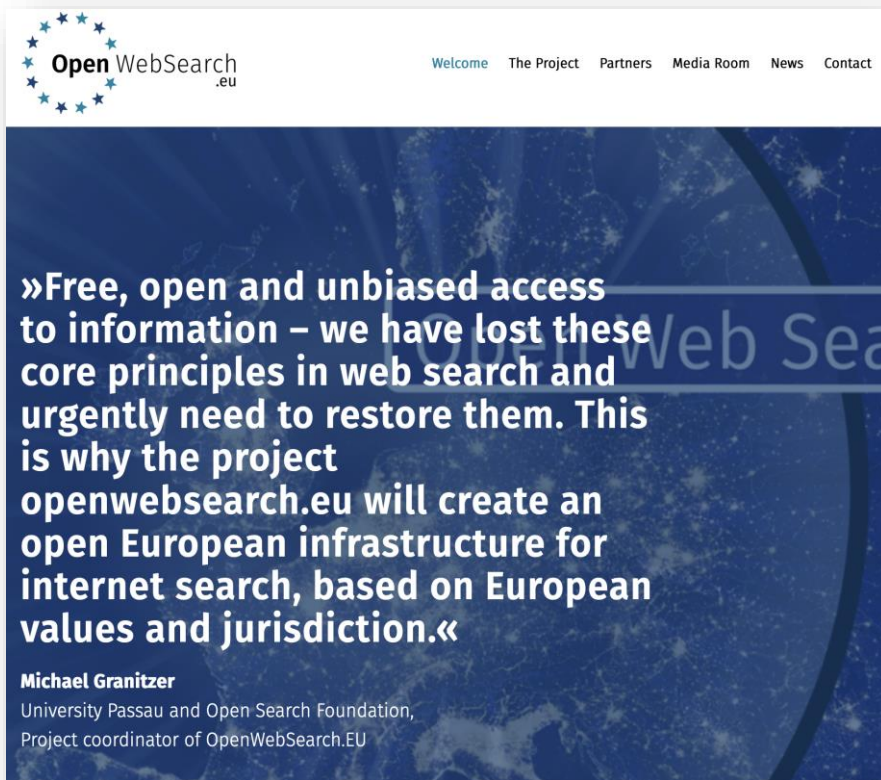 Open WebSearch
.eu
Welcome The Project Partners Media Room News Contact
Open Web Sea
»Free, open and unbiased access
to information – we have lost these
core principles in web search and
urgently need to restore them. This
is why the project
openwebsearch.eu will create an
open European infrastructure for
internet search, based on European
values and jurisdiction.«
Michael Granitzer
University Passau and Open Search Foundation,
Project coordinator of OpenWebSearch.EU